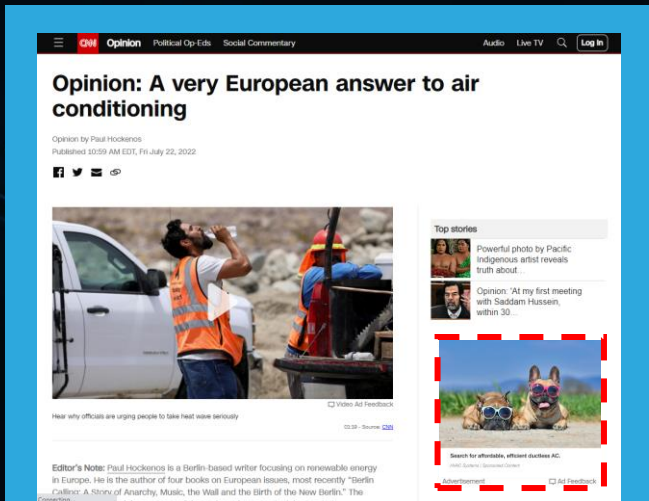 CNN Opinion Political Op-Eds Social Commentary Audio Live TV Log In
Opinion: A very European answer to air
conditioning
Opinion by Paul Hockenos
Published 10:59 AM EDT, Fri July 22, 2022
Top stories
Powerful photo by Pacific
Indigenous artist reveals
truth about...
Opinion: 'At my first meeting
with Saddam Hussein,
within 30...
Video Ad Feedback
Hear why officials are urging people to take heat wave seriously
- Source: CNN
Search for affordable, efficient ductless AC.
HVAC Systems | Sponsored Content
Advertisement Ad Feedback
Editor's Note: Paul Hockenos is a Berlin-based writer focusing on renewable energy
in Europe. He is the author of four books on European issues, most recently "Berlin
Calling: A Story of Anarchy, Music, the Wall and the Birth of the New Berlin." The